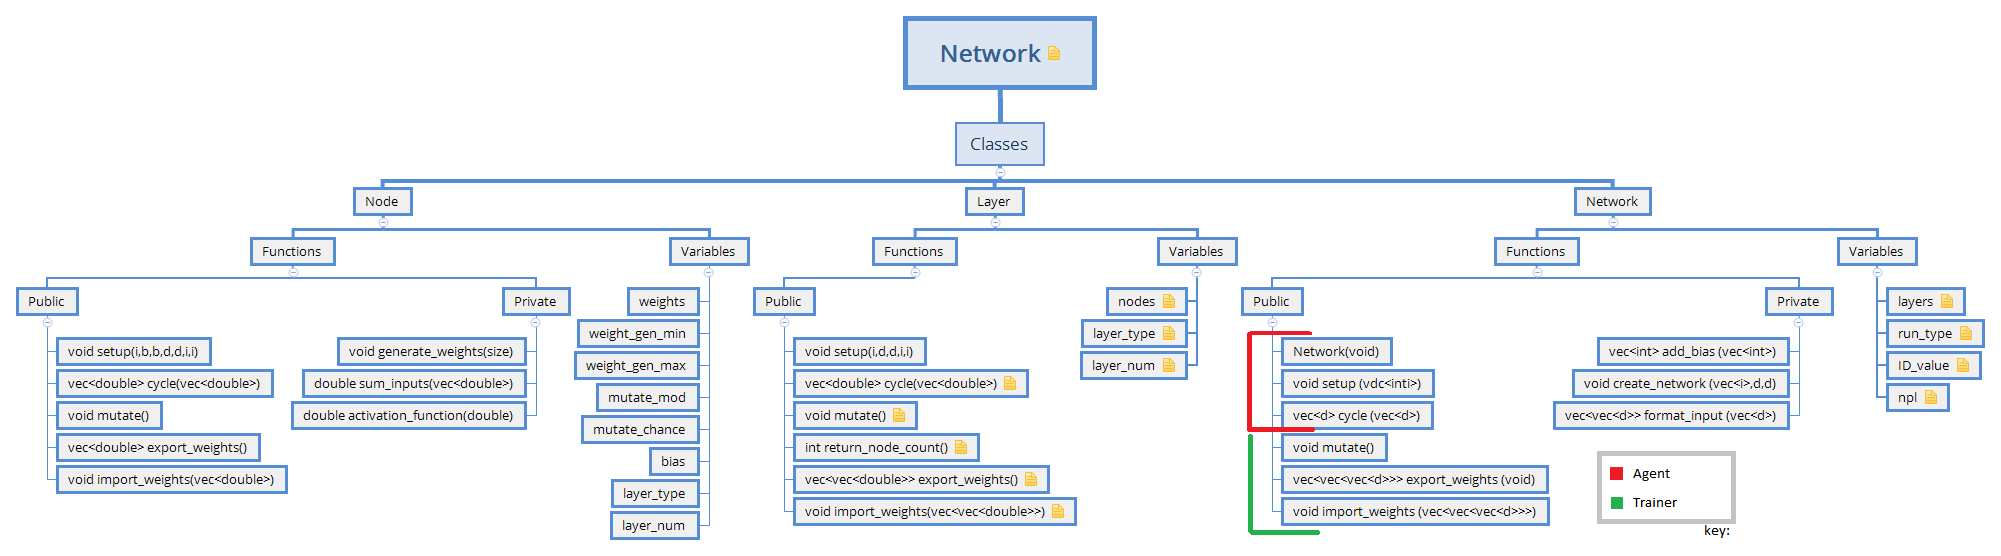 Network
Classes
Node
Layer
Network
Functions
Variables
Functions
Variables
Functions
Variables
Public
Private
weights
Public
nodes
Public
Private
layers
weight_gen_min
layer_type
run_type
void setup(i,b,b,d,d,i,i)
void generate_weights(size)
weight_gen_max
void setup(i,d,d,i,i)
layer_num
Network(void)
vec<int> add_bias (vec<int>)
ID_value
vec<double> cycle(vec<double>)
double sum_inputs(vec<double>)
mutate_mod
vec<double> cycle(vec<double>)
void setup (vdc<inti>)
void create_network (vec<i>,d,d)
npl
void mutate()
double activation_function(double)
mutate_chance
void mutate()
vec<d> cycle (vec<d>)
vec<vec<d>> format_input (vec<d>)
vec<double> export_weights()
bias
int return_node_count()
void mutate()
void import_weights(vec<double>)
layer_type
vec<vec<double>> export_weights()
vec<vec<vec<d>>> export_weights (void)
Agent
layer_num
void import_weights(vec<vec<double>>)
void import_weights (vec<vec<vec<d>>>)
Trainer
key: